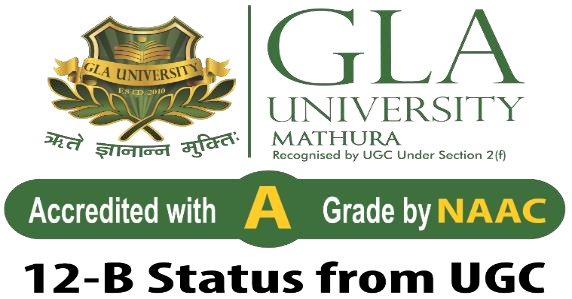 GLA UNIVERSITY
ESTD. 2010
ऋते ज्ञानान्न मुक्तिः
GLA
UNIVERSITY
MATHURA
Recognised by UGC Under Section 2(f)
Accredited with A Grade by NAAC
12-B Status from UGC